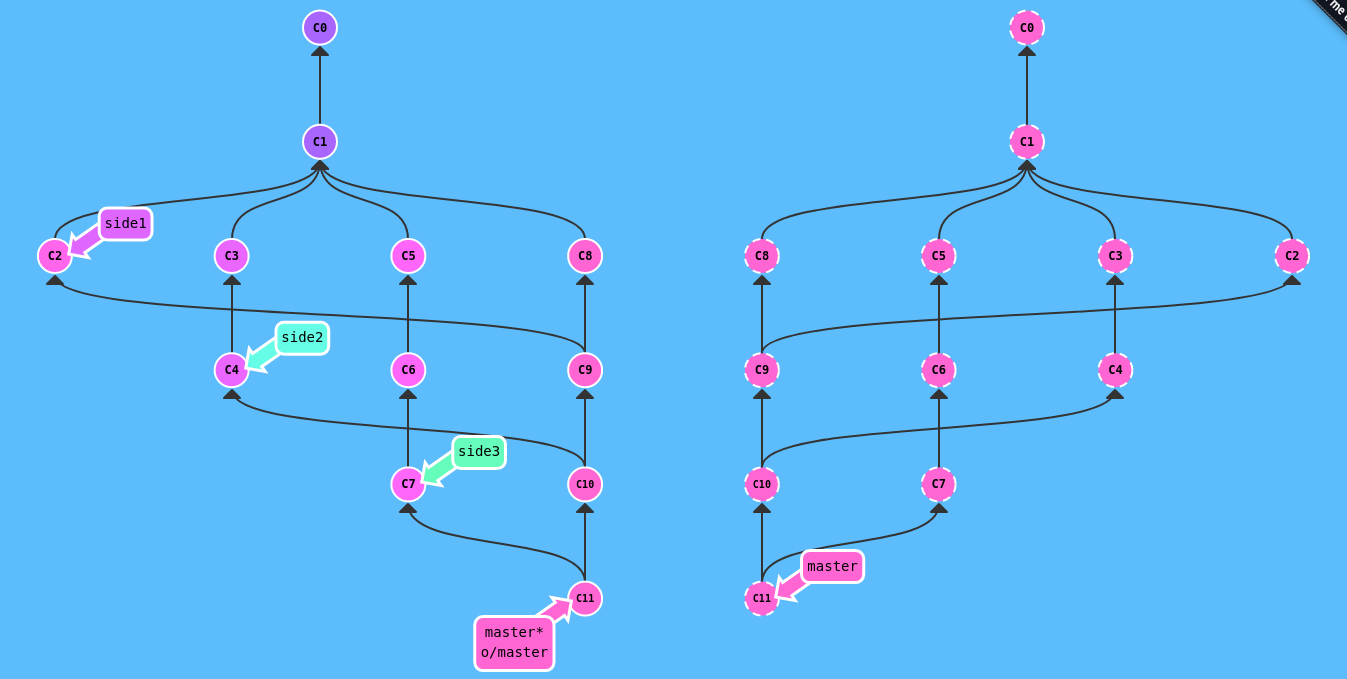 C0
C0
C1
C1
side1
C2
C3
C5
C8
C8
C5
C3
C2
side2
C4
C6
C9
C9
C6
C4
side3
C7
C10
C10
C7
master
C11
C11
master*
o/master
me